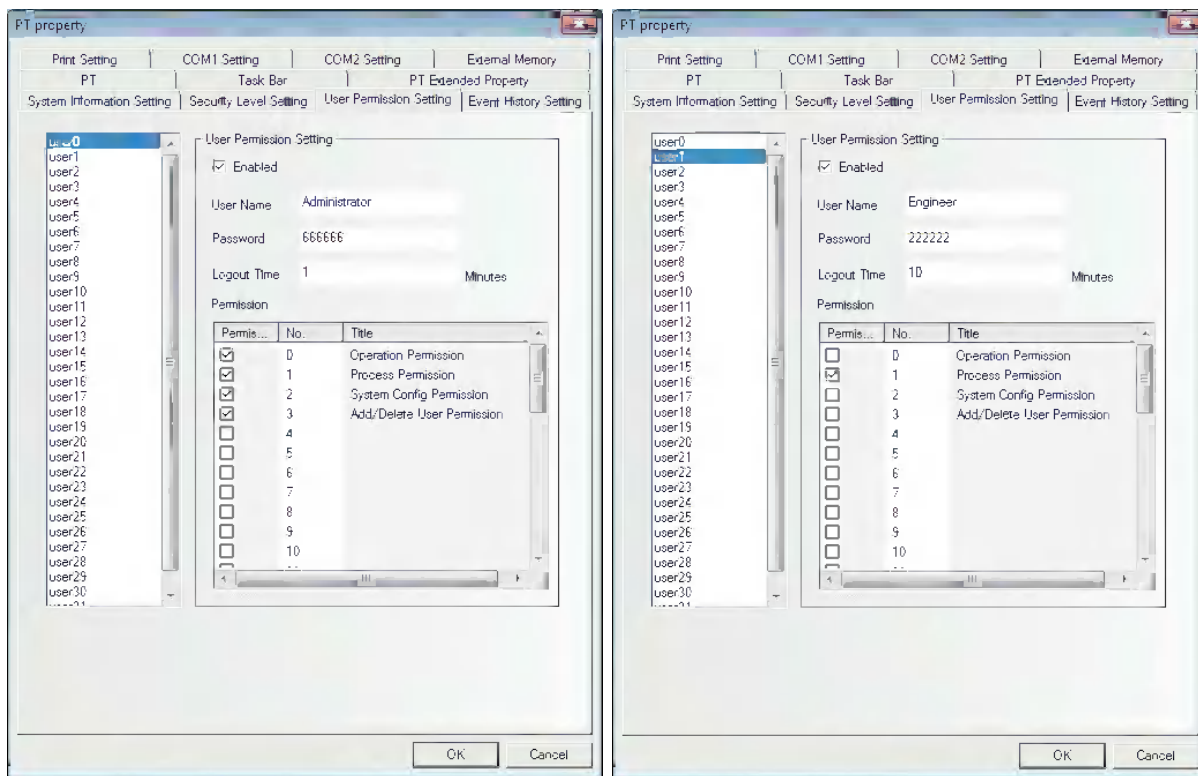 PT property
Print Setting COM1 Setting COM2 Setting External Memory
PT Task Bar PT Extended Property
System Information Setting Security Level Setting User Permission Setting Event History Setting
user0
user1
user2
user3
user4
user5
user6
user7
user8
user9
user10
user11
user12
user13
user14
user15
user16
user17
user18
user19
user20
user21
user22
user23
user24
user25
user26
user27
user28
user29
user30
User Permission Setting
Enabled
User Name Administrator
Password 666666
Logout Time 1 Minutes
Permission
Permis... No. Title
0 Operation Permission
1 Process Permission
2 System Config Permission
3 Add/Delete User Permission
4
5
6
7
8
9
10
OK Cancel
PT property
Print Setting COM1 Setting COM2 Setting External Memory
PT Task Bar PT Extended Property
System Information Setting Security Level Setting User Permission Setting Event History Setting
user0
user1
user2
user3
user4
user5
user6
user7
user8
user9
user10
user11
user12
user13
user14
user15
user16
user17
user18
user19
user20
user21
user22
user23
user24
user25
user26
user27
user28
user29
user30
User Permission Setting
Enabled
User Name Engineer
Password 222222
Logout Time 10 Minutes
Permission
Permis... No. Title
0 Operation Permission
1 Process Permission
2 System Config Permission
3 Add/Delete User Permission
4
5
6
7
8
9
10
OK Cancel